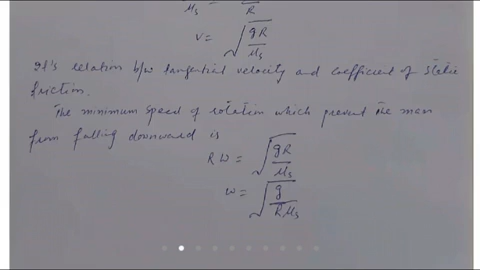 μs = R
v = √(gR/μs)
It's relation b/w tangential velocity and coefficient of static
friction.
The minimum speed of rotation which prevent the man
from falling downward is
Rω = √(gR/μs)
ω = √(g/Rμs)